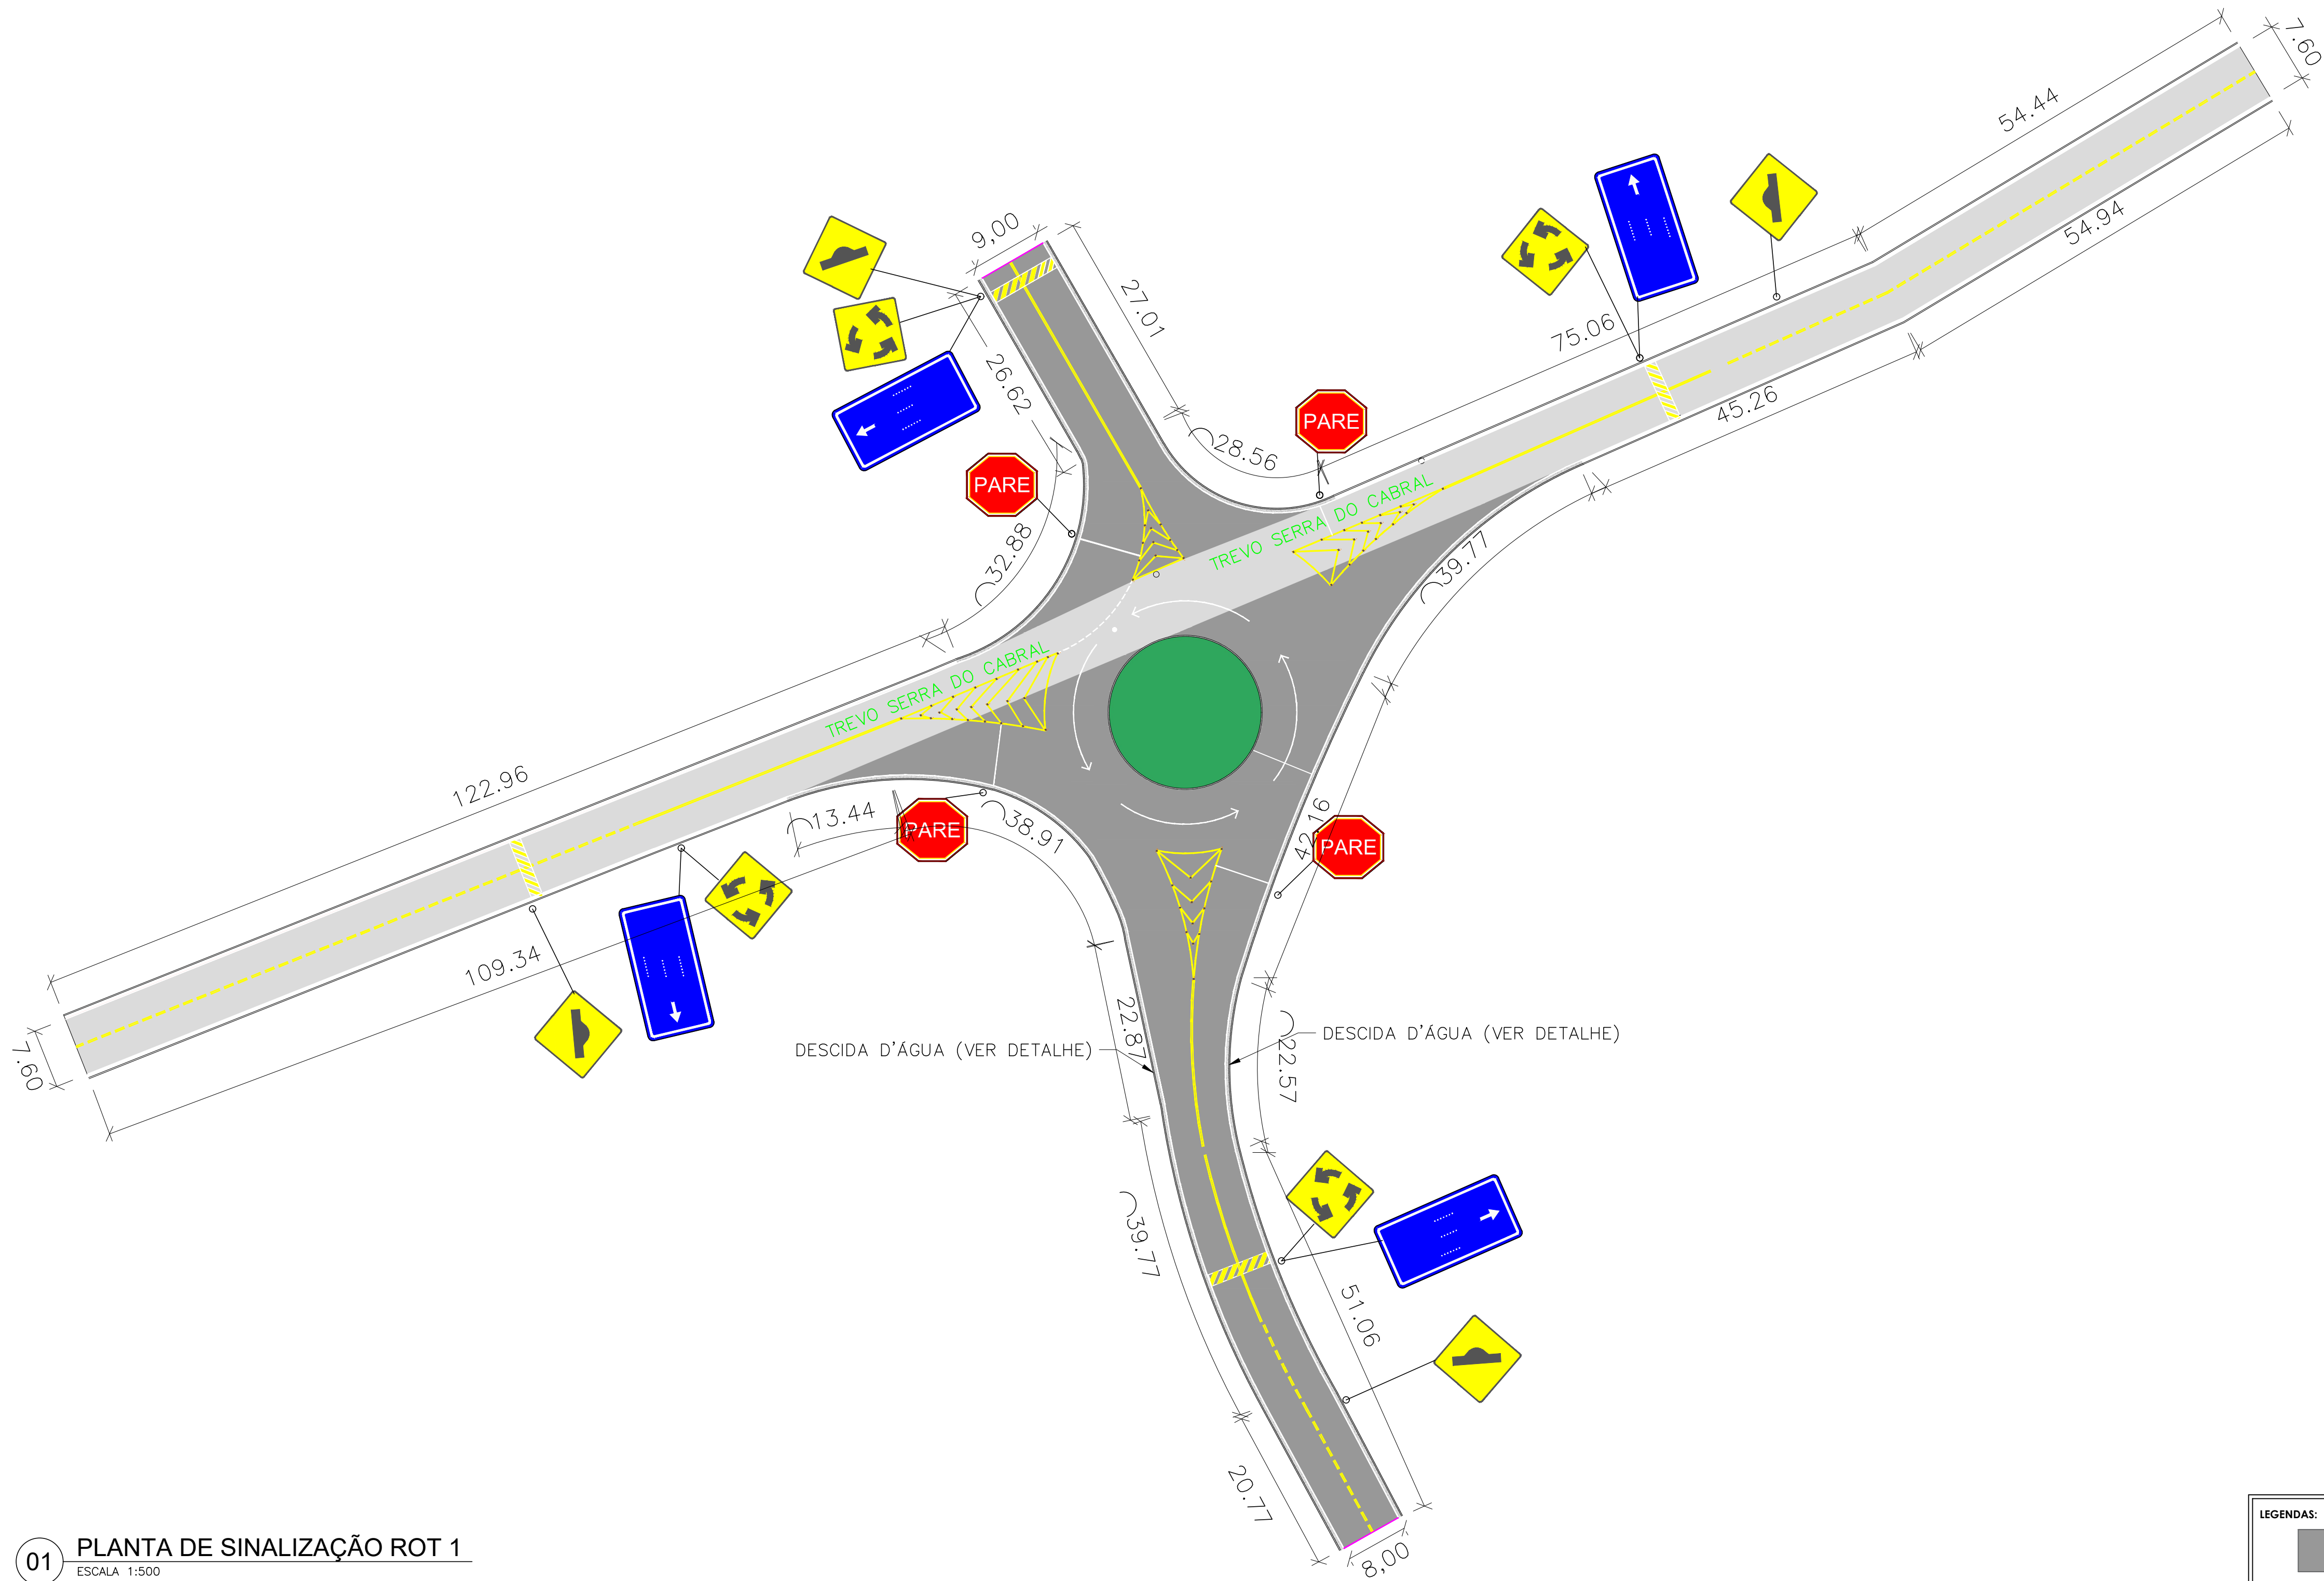 7.60
54.44
54.94
9,00
27.01
26.62
75.06
45.26
PARE
28.56
PARE
TREVO SERRA DO CABRAL
32.88
39.77
TREVO SERRA DO CABRAL
122.96
13.44
PARE
38.91
42.16
PARE
109.34
7.60
22.87
DESCIDA D'ÁGUA (VER DETALHE)
DESCIDA D'ÁGUA (VER DETALHE)
22.57
39.77
51.06
20.77
8,00
01
PLANTA DE SINALIZAÇÃO ROT 1
ESCALA 1:500
LEGENDAS: